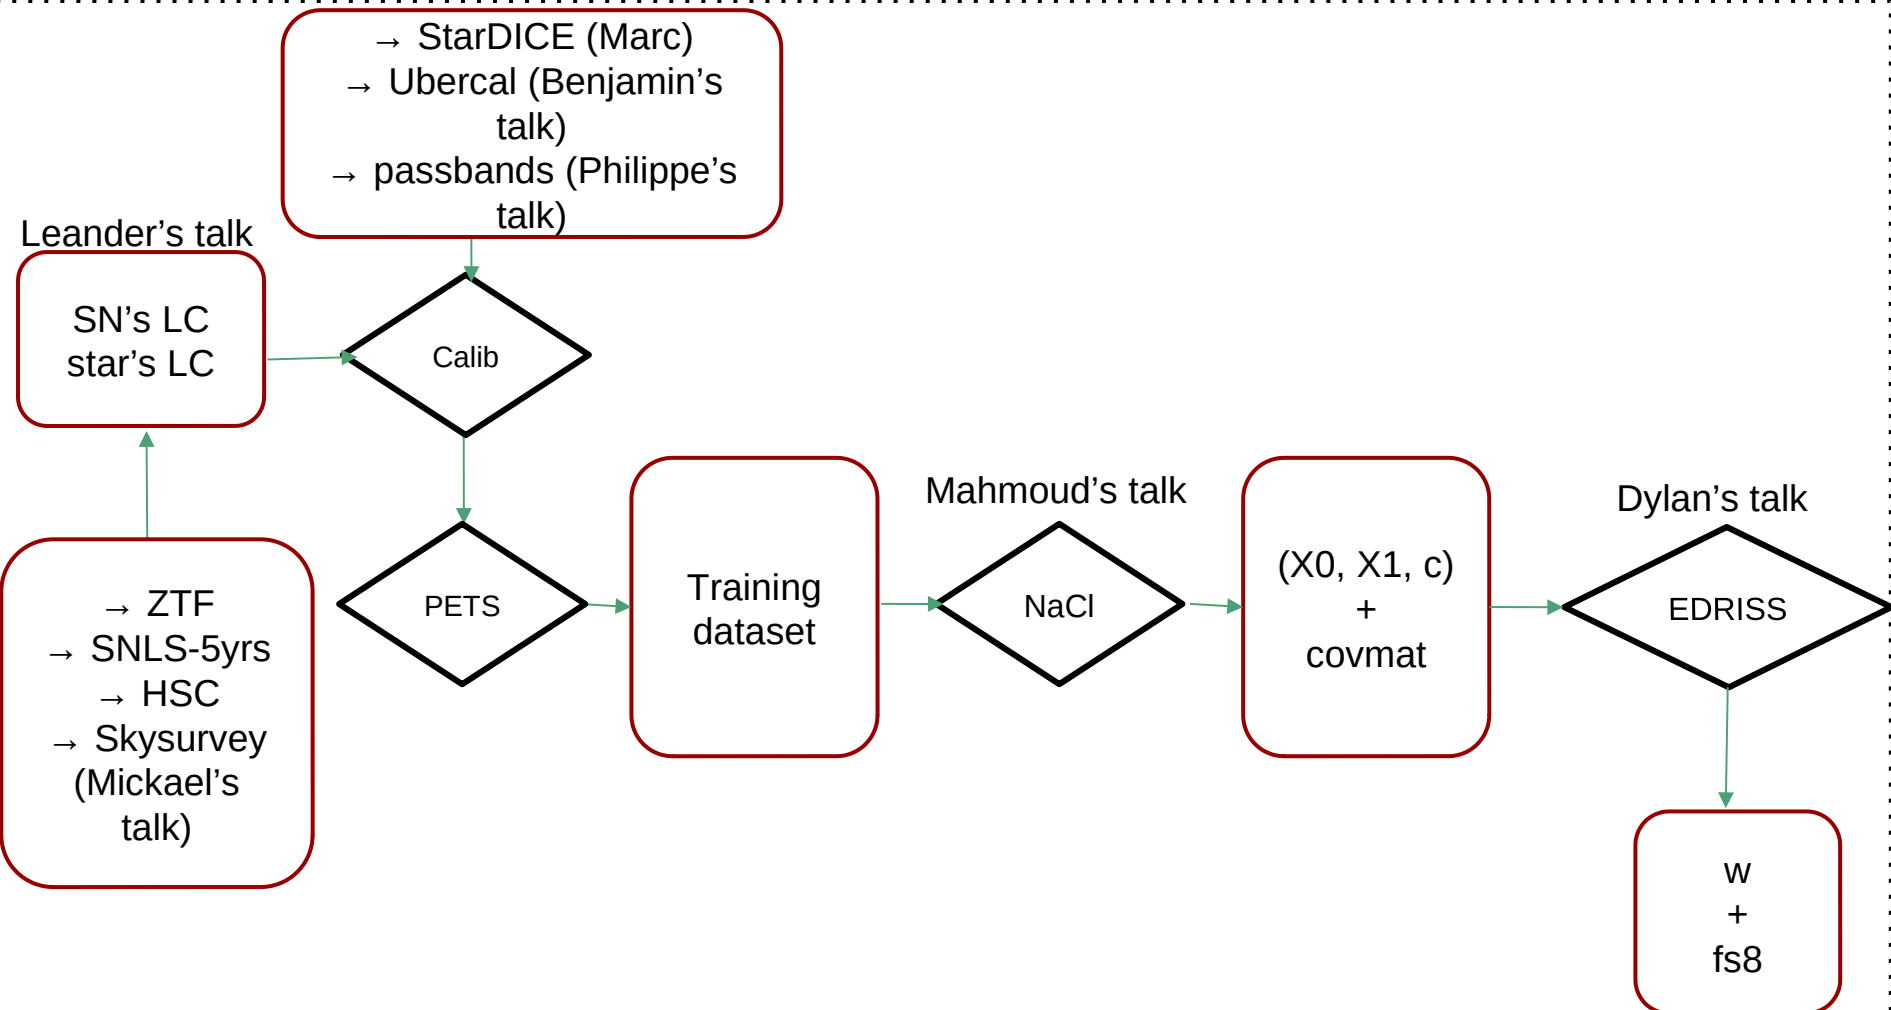 → StarDICE (Marc)
→ Ubercal (Benjamin’s
talk)
→ passbands (Philippe’s
talk)
Leander’s talk
SN’s LC
star’s LC
Calib
→ ZTF
→ SNLS-5yrs
→ HSC
→ Skysurvey
(Mickael’s
talk)
PETS
Training
dataset
Mahmoud’s talk
NaCl
(X0, X1, c)
+
covmat
Dylan’s talk
EDRISS
w
+
fs8